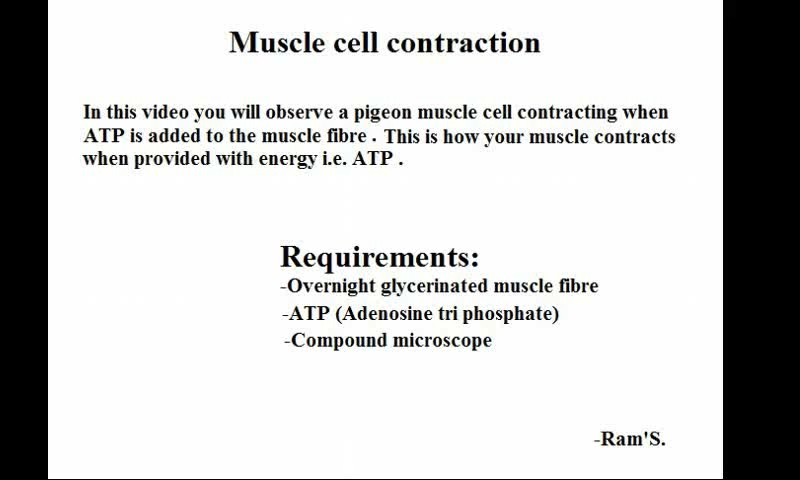 Muscle cell contraction
In this video you will observe a pigeon muscle cell contracting when
ATP is added to the muscle fibre . This is how your muscle contracts
when provided with energy i.e. ATP .
Requirements:
-Overnight glycerinated muscle fibre
-ATP (Adenosine tri phosphate)
-Compound microscope
-Ram'S.